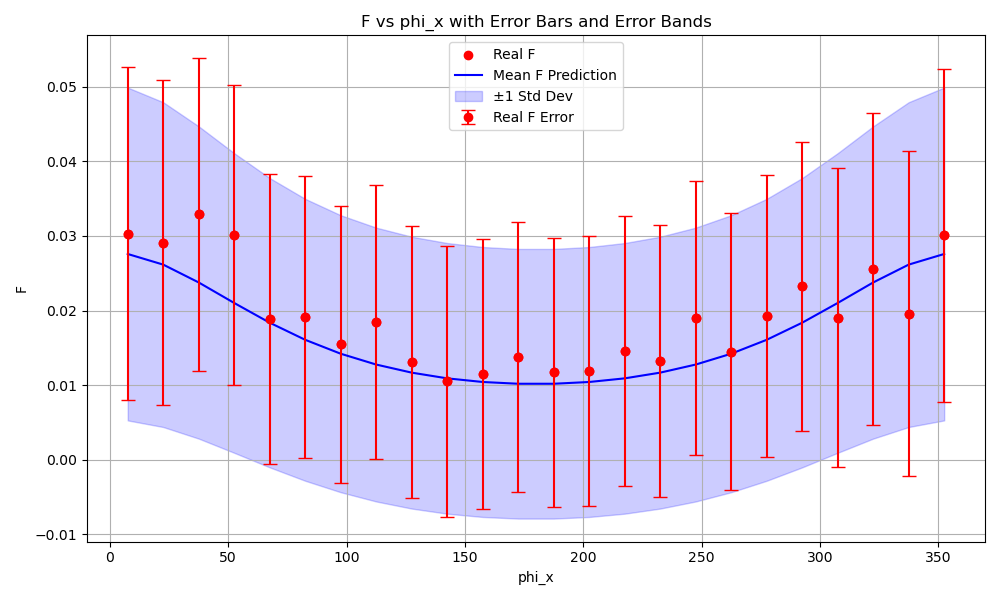 F vs phi_x with Error Bars and Error Bands
Real F
Mean F Prediction
±1 Std Dev
Real F Error
F
0.05
0.04
0.03
0.02
0.01
0.00
−0.01
0
50
100
150
200
250
300
350
phi_x